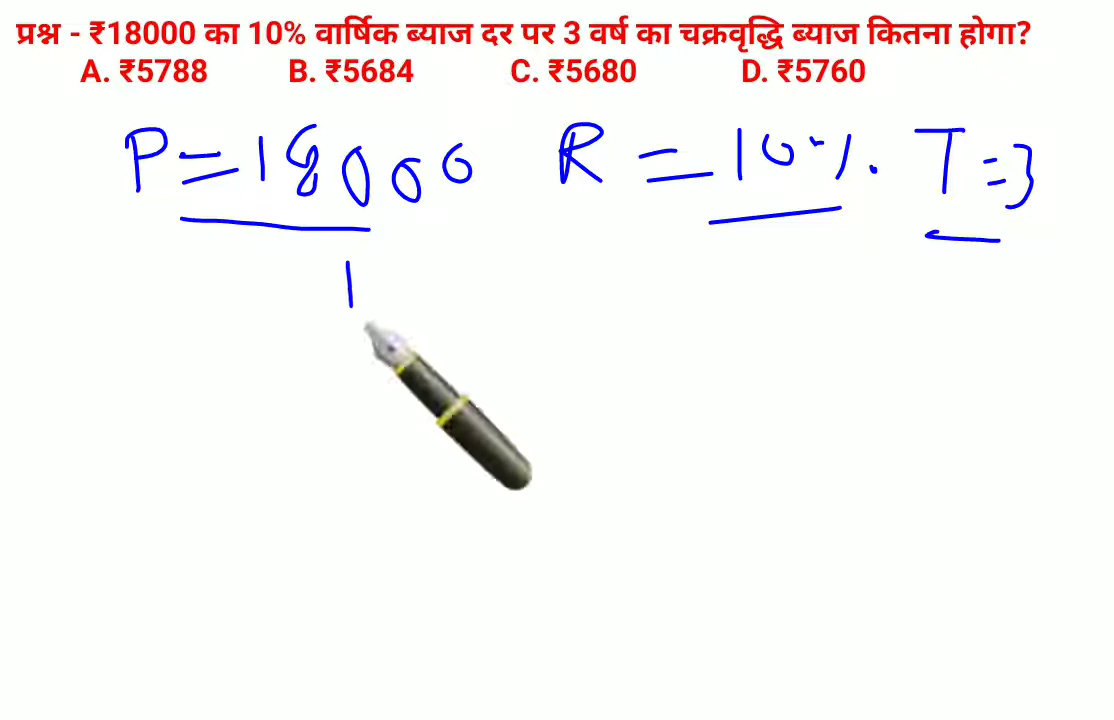 प्रश्न - ₹18000 का 10% वार्षिक ब्याज दर पर 3 वर्ष का चक्रवृद्धि ब्याज कितना होगा?
A. ₹5788 B. ₹5684 C. ₹5680 D. ₹5760
P=18000 R=10%. T=3
1